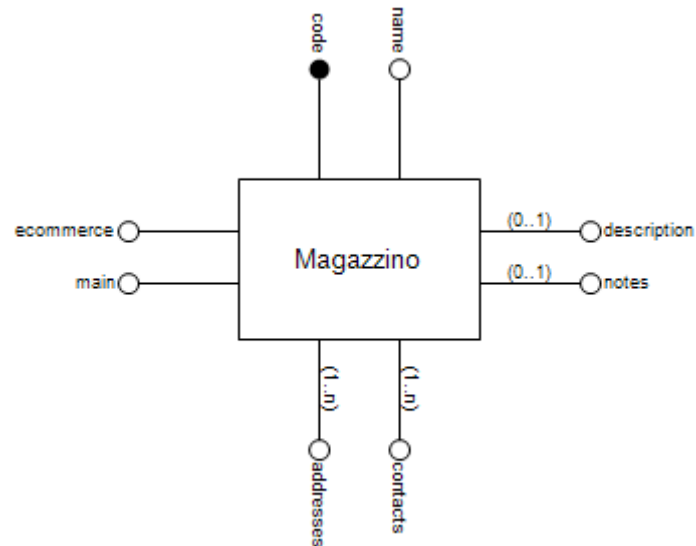 code
name
ecommerce
(0..1)
description
Magazzino
main
(0..1)
notes
(1..n)
(1..n)
addresses
contacts